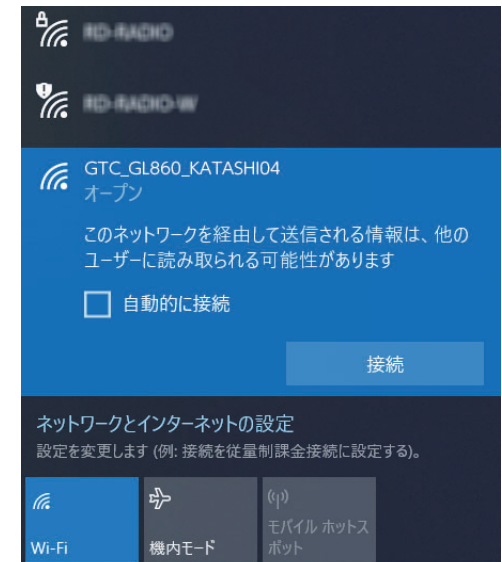 GTC_GL860_KATASHI04
オープン
このネットワークを経由して送信される情報は、他の
ユーザーに読み取られる可能性があります
自動的に接続
接続
ネットワークとインターネットの設定
設定を変更します (例: 接続を従量制課金接続に設定する)。
Wi-Fi
機内モード
モバイル ホットス
ポット